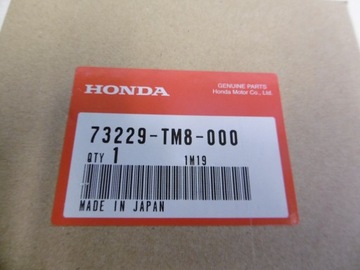 HONDA
GENUINE PARTS
Honda Motor Co., Ltd.
73229-TM8-000
QTY 1 1M19
MADE IN JAPAN